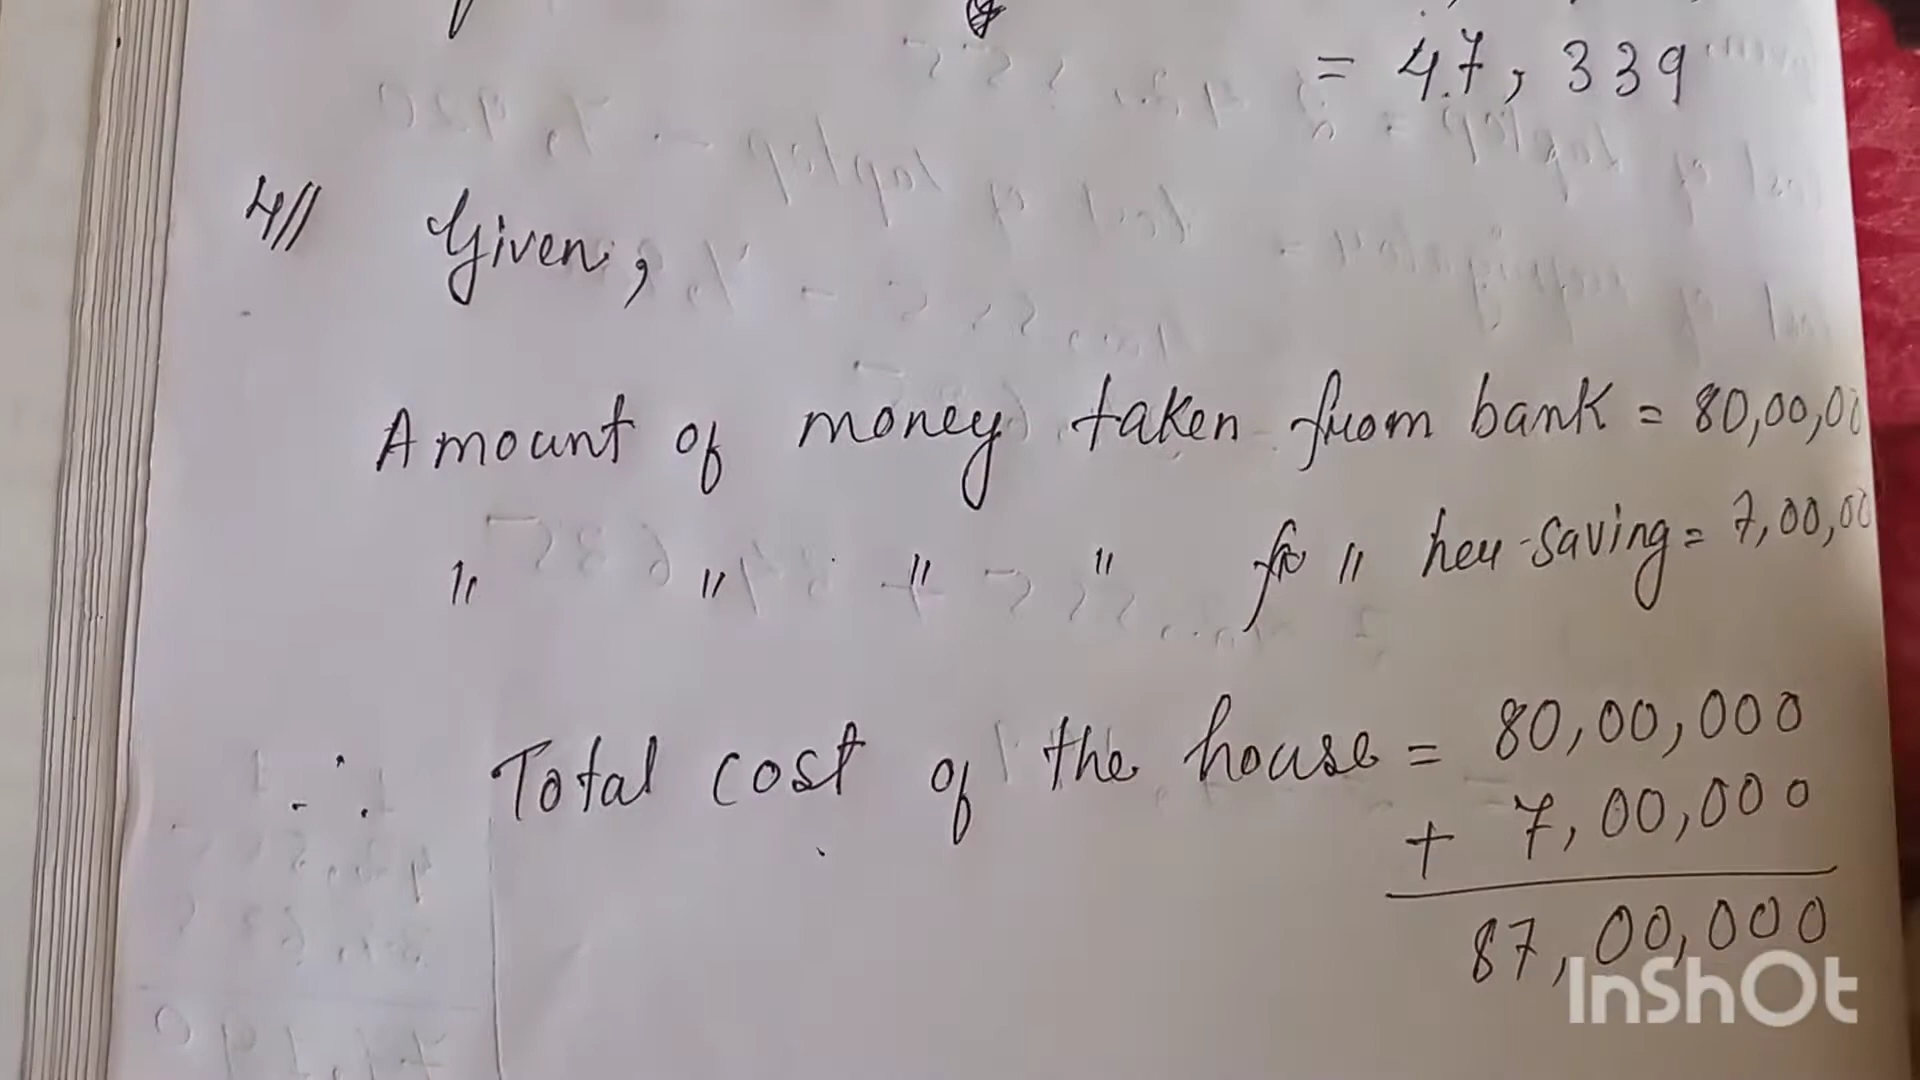 = 47,339
4// Given,
Amount of money taken from bank = 80,00,00
" " " " " her saving = 7,00,00
∴ Total cost of the house = 80,00,000
+ 7,00,000
87,00,000
InShOt